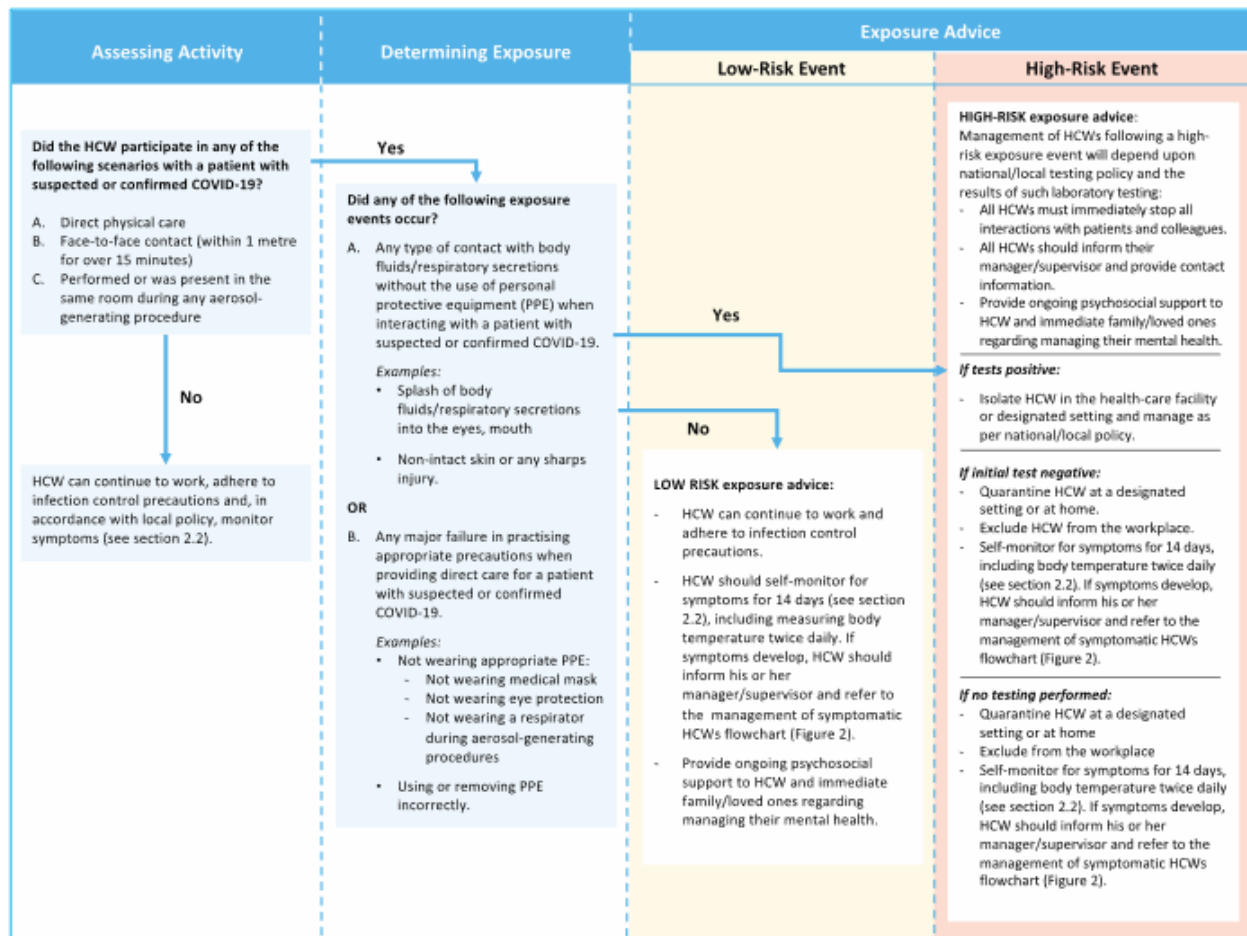 Assessing Activity
Determining Exposure
Exposure Advice
Low-Risk Event
High-Risk Event
Did the HCW participate in any of the
following scenarios with a patient with
suspected or confirmed COVID-19?
A. Direct physical care
B. Face-to-face contact (within 1 metre
for over 15 minutes)
C. Performed or was present in the
same room during any aerosol-
generating procedure
Yes
No
HCW can continue to work, adhere to
infection control precautions and, in
accordance with local policy, monitor
symptoms (see section 2.2).
Did any of the following exposure
events occur?
A. Any type of contact with body
fluids/respiratory secretions
without the use of personal
protective equipment (PPE) when
interacting with a patient with
suspected or confirmed COVID-19.
Examples:
• Splash of body
fluids/respiratory secretions
into the eyes, mouth
• Non-intact skin or any sharps
injury.
OR
B. Any major failure in practising
appropriate precautions when
providing direct care for a patient
with suspected or confirmed
COVID-19.
Examples:
• Not wearing appropriate PPE:
- Not wearing medical mask
- Not wearing eye protection
- Not wearing a respirator
during aerosol-generating
procedures
• Using or removing PPE
incorrectly.
Yes
No
LOW RISK exposure advice:
- HCW can continue to work and
adhere to infection control
precautions.
- HCW should self-monitor for
symptoms for 14 days (see section
2.2), including measuring body
temperature twice daily. If
symptoms develop, HCW should
inform his or her
manager/supervisor and refer to
the management of symptomatic
HCWs flowchart (Figure 2).
- Provide ongoing psychosocial
support to HCW and immediate
family/loved ones regarding
managing their mental health.
HIGH-RISK exposure advice:
Management of HCWs following a high-
risk exposure event will depend upon
national/local testing policy and the
results of such laboratory testing:
- All HCWs must immediately stop all
interactions with patients and colleagues.
- All HCWs should inform their
manager/supervisor and provide contact
information.
- Provide ongoing psychosocial support to
HCW and immediate family/loved ones
regarding managing their mental health.
If tests positive:
- Isolate HCW in the health-care facility
or designated setting and manage as
per national/local policy.
If initial test negative:
- Quarantine HCW at a designated
setting or at home.
- Exclude HCW from the workplace.
- Self-monitor for symptoms for 14 days,
including body temperature twice daily
(see section 2.2). If symptoms develop,
HCW should inform his or her
manager/supervisor and refer to the
management of symptomatic HCWs
flowchart (Figure 2).
If no testing performed:
- Quarantine HCW at a designated
setting or at home
- Exclude from the workplace
- Self-monitor for symptoms for 14 days,
including body temperature twice daily
(see section 2.2). If symptoms develop,
HCW should inform his or her
manager/supervisor and refer to the
management of symptomatic HCWs
flowchart (Figure 2).